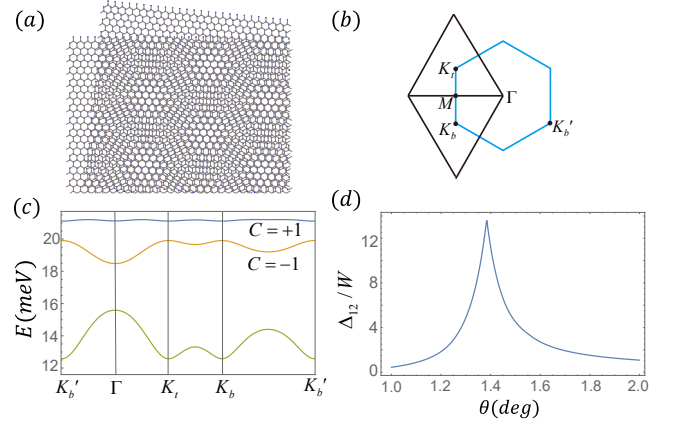 (a)
(b)
K_t
M
Γ
K_b
K_b'
(c)
E(meV)
20
18
16
14
12
C=+1
C=−1
K_b' Γ K_t K_b K_b'
(d)
Δ_12/W
12
8
4
0
1.0 1.2 1.4 1.6 1.8 2.0
θ(deg)